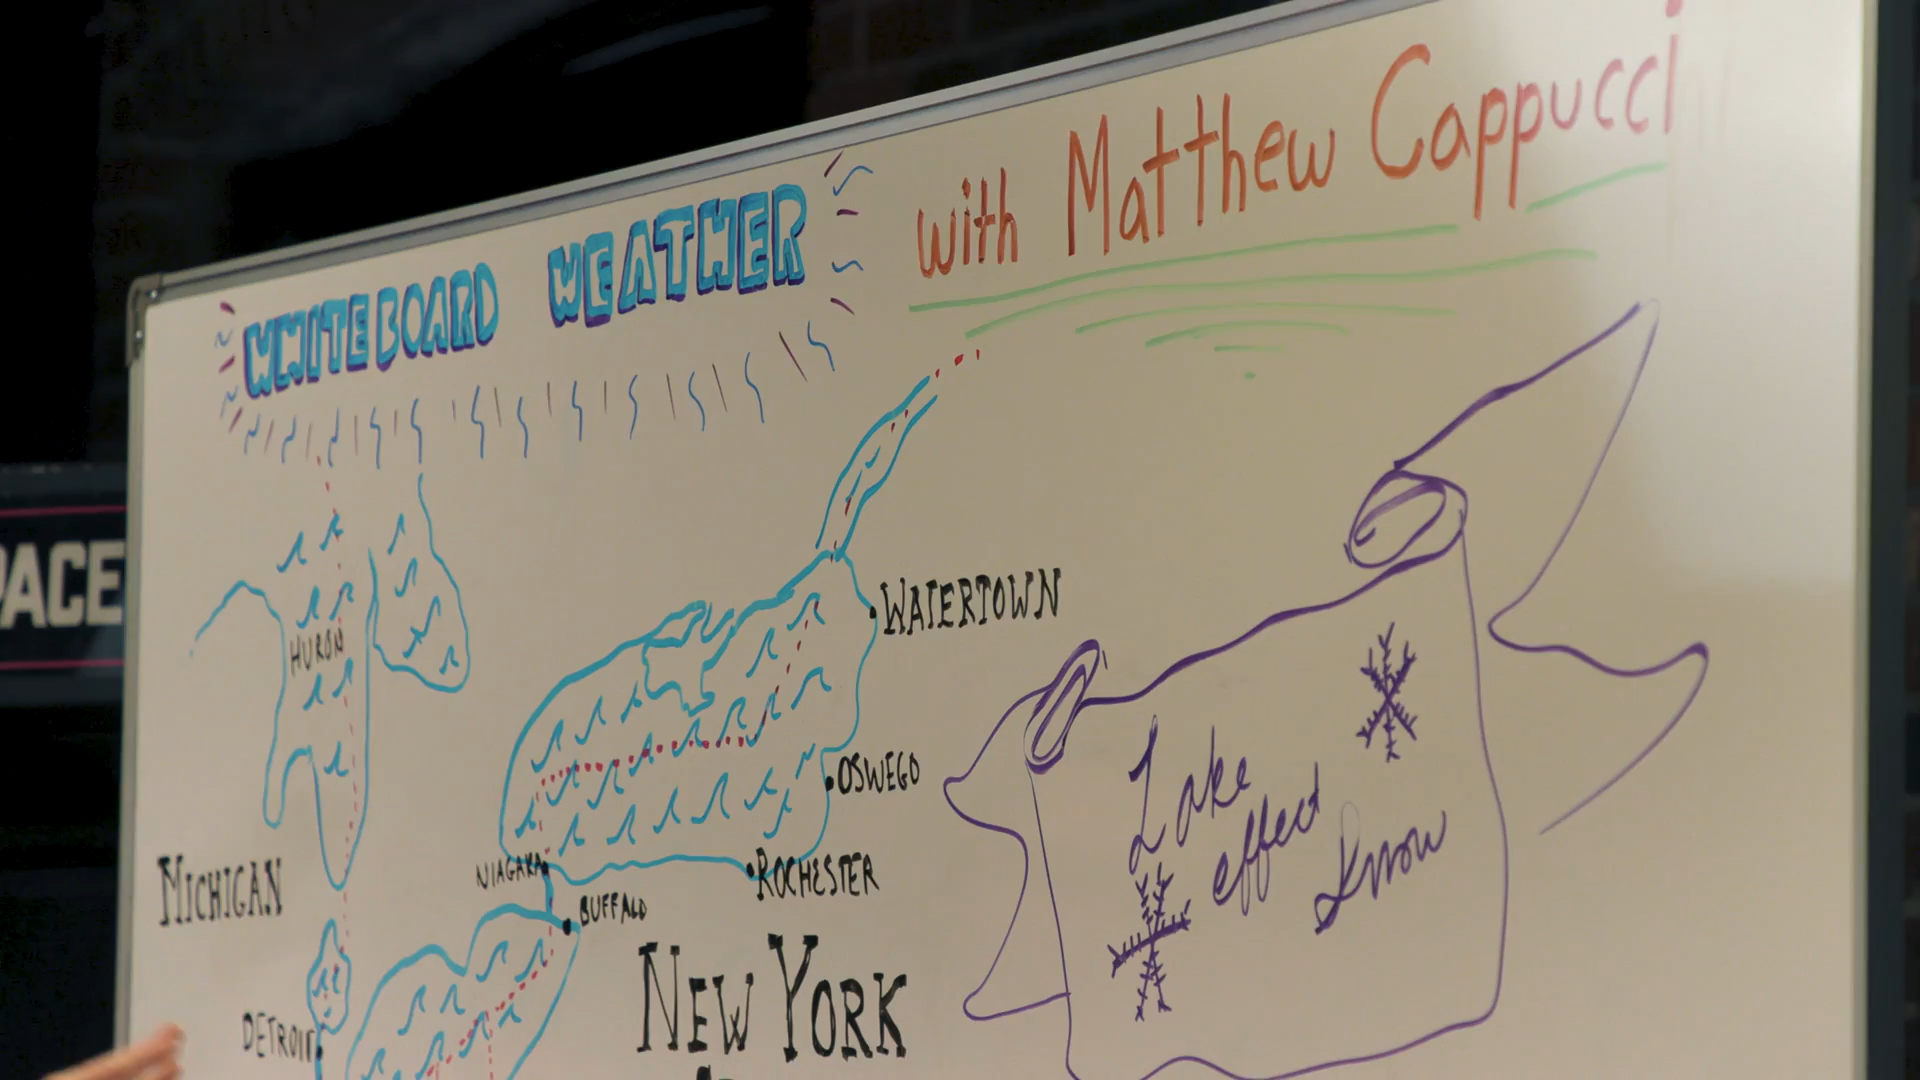 WHITEBOARD WEATHER with Matthew Cappucci
PACE
HURON
WATERTOWN
OSWEGO
NIAGARA
ROCHESTER
BUFFALO
MICHIGAN
NEW YORK
DETROIT
Lake
effect
Snow